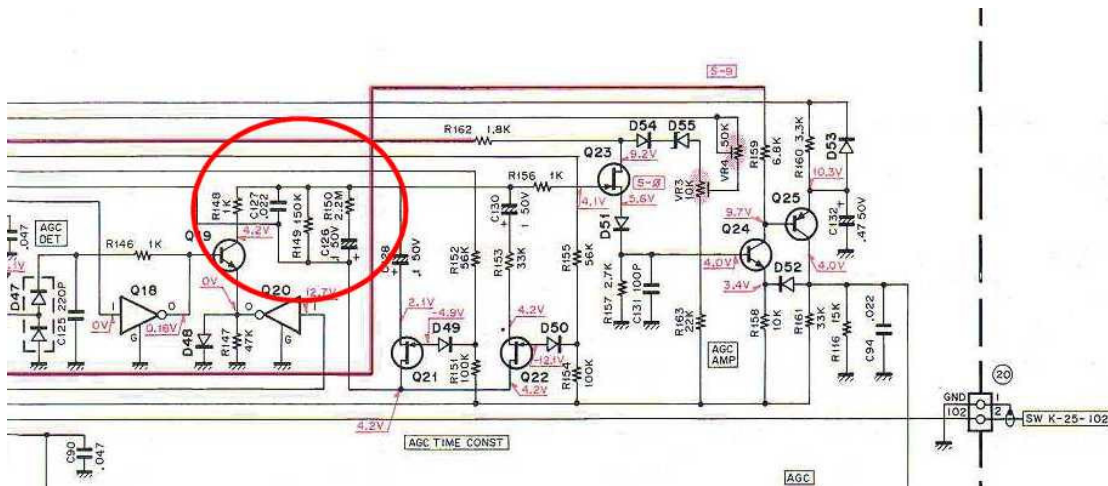 S-9
R162 1.8K
D54
D55
R159 6.8K
R160 3.3K
D53
VR4 50K
Q23
9.2V
R156 1K
S-Ø
VR3 10K
10.3V
Q25
R148 1K
C127 .022
R149 150K
R150 2.2M
C126 .1 50V
C130 1 50V
4.1V
5.6V
D51
9.7V
Q24
C132 .47 50V
.047
AGC DET
R146 1K
Q19
4.2V
C128 .1 50V
R152 56K
R153 33K
R155 56K
4.0V
D52
4.0V
.1V
D47
C125 220P
Q18
I
O
G
0V
0.16V
0V
O
Q20
12.7V
I
G
D48
R147 47K
2.1V
-4.9V
D49
4.2V
D50
-12.1V
R157 2.7K
C131 100P
3.4V
R163 22K
R158 10K
R161 33K
R116 15K
C94 .022
Q21
R151 100K
Q22
R154 100K
4.2V
AGC AMP
20
4.2V
AGC TIME CONST
GND
1
102
2
SW K-25-102
C90 .047
AGC